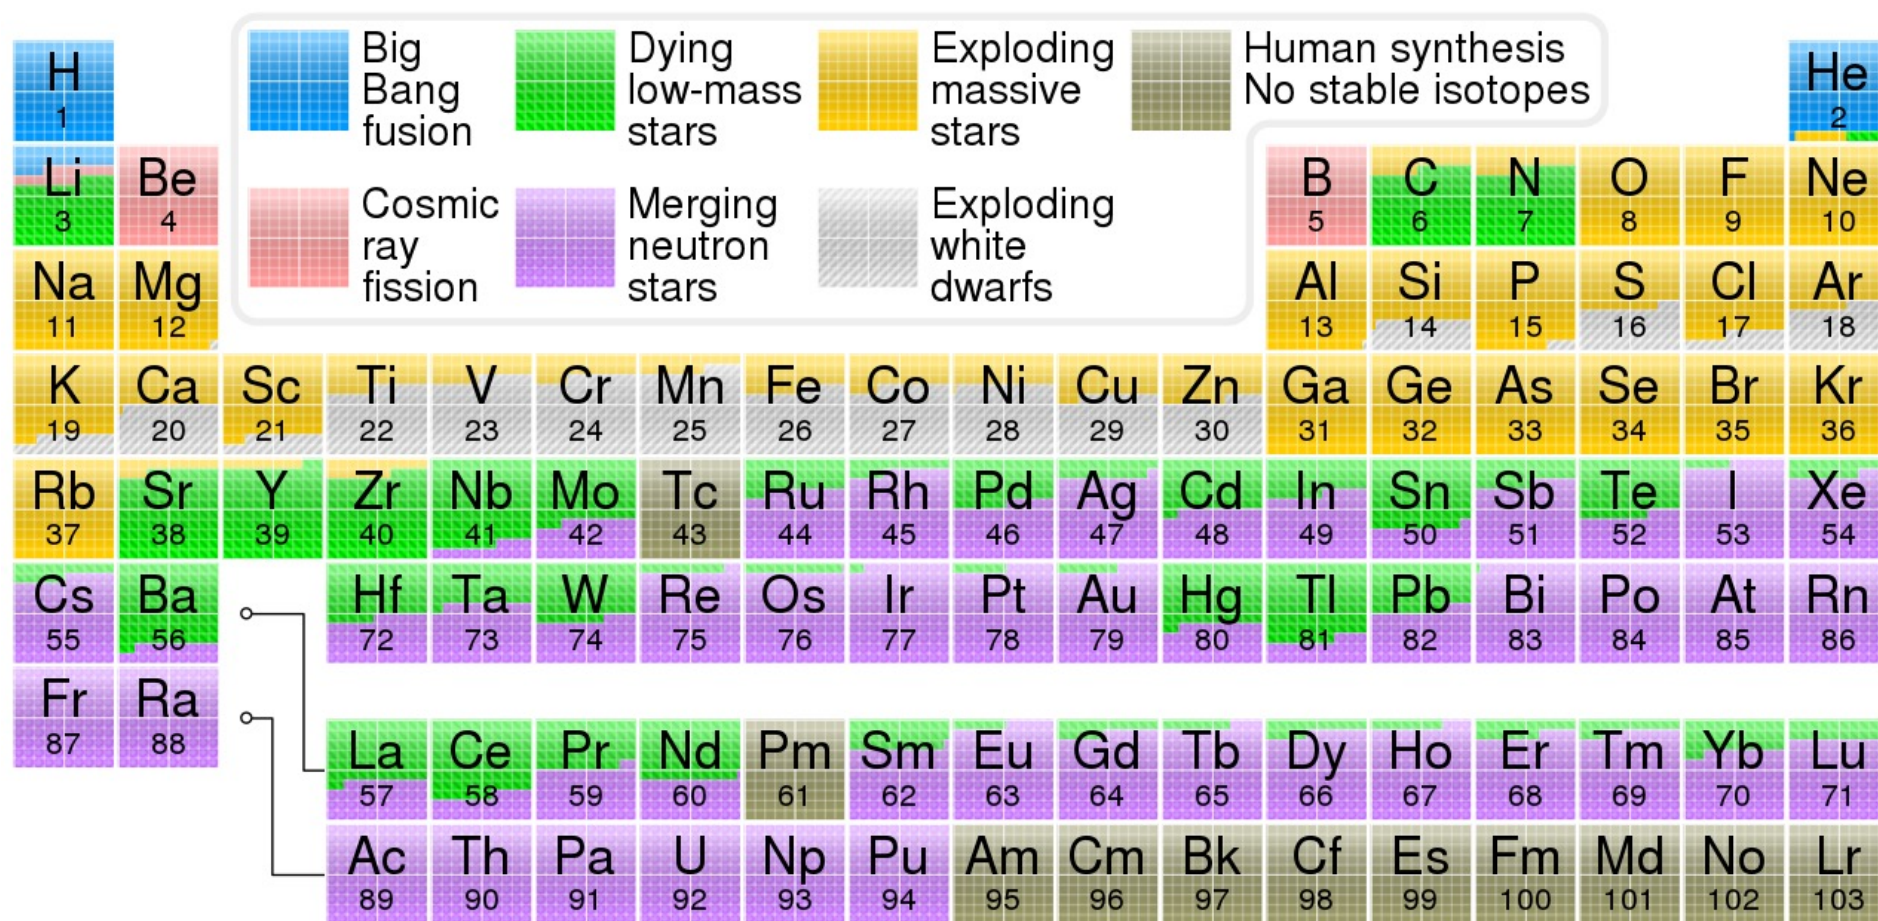 Big
Bang
fusion
Dying
low-mass
stars
Exploding
massive
stars
Human synthesis
No stable isotopes
Cosmic
ray
fission
Merging
neutron
stars
Exploding
white
dwarfs
H He
1 2
Li Be B C N O F Ne
3 4 5 6 7 8 9 10
Na Mg Al Si P S Cl Ar
11 12 13 14 15 16 17 18
K Ca Sc Ti V Cr Mn Fe Co Ni Cu Zn Ga Ge As Se Br Kr
19 20 21 22 23 24 25 26 27 28 29 30 31 32 33 34 35 36
Rb Sr Y Zr Nb Mo Tc Ru Rh Pd Ag Cd In Sn Sb Te I Xe
37 38 39 40 41 42 43 44 45 46 47 48 49 50 51 52 53 54
Cs Ba Hf Ta W Re Os Ir Pt Au Hg Tl Pb Bi Po At Rn
55 56 72 73 74 75 76 77 78 79 80 81 82 83 84 85 86
Fr Ra
87 88
La Ce Pr Nd Pm Sm Eu Gd Tb Dy Ho Er Tm Yb Lu
57 58 59 60 61 62 63 64 65 66 67 68 69 70 71
Ac Th Pa U Np Pu Am Cm Bk Cf Es Fm Md No Lr
89 90 91 92 93 94 95 96 97 98 99 100 101 102 103